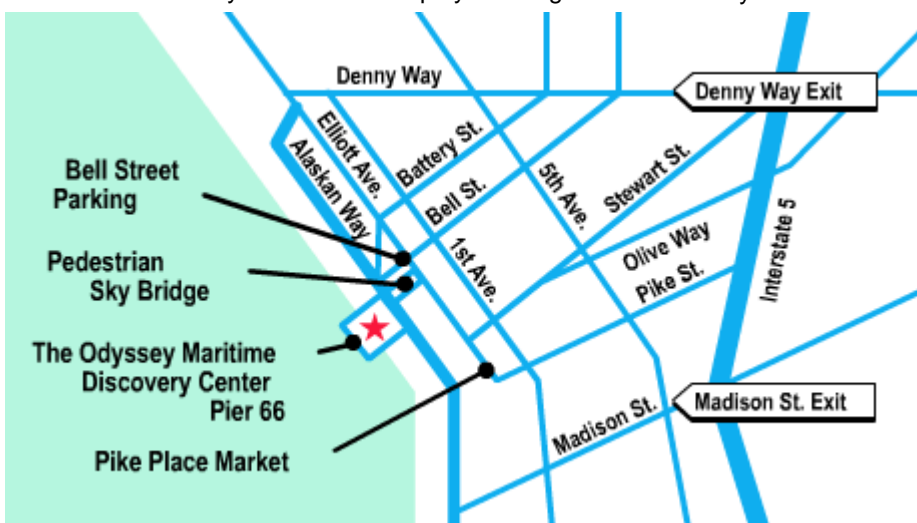 Denny Way
Denny Way Exit
Elliott Ave.
Battery St.
Alaskan Way
Bell St.
5th Ave.
Stewart St.
Bell Street
Parking
1st Ave.
Olive Way
Interstate 5
Pike St.
Pedestrian
Sky Bridge
The Odyssey Maritime
Discovery Center
Pier 66
Madison St.
Madison St. Exit
Pike Place Market